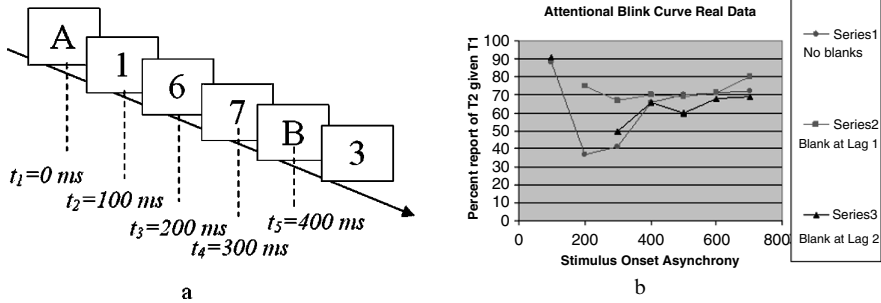 A
1
6
7
B
3
t₁=0 ms
t₂=100 ms
t₃=200 ms
t₄=300 ms
t₅=400 ms
a
Attentional Blink Curve Real Data
Percent report of T2 given T1
100
90
80
70
60
50
40
30
20
10
0
0 200 400 600 800
Stimulus Onset Asynchrony
b
Series1
No blanks
Series2
Blank at Lag 1
Series3
Blank at Lag 2